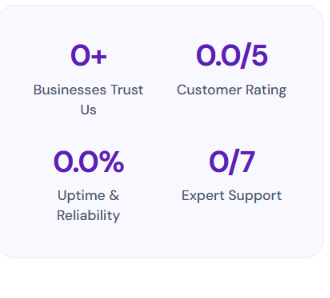 0+
0.0/5
Businesses Trust
Us
Customer Rating
0.0%
0/7
Uptime &
Reliability
Expert Support